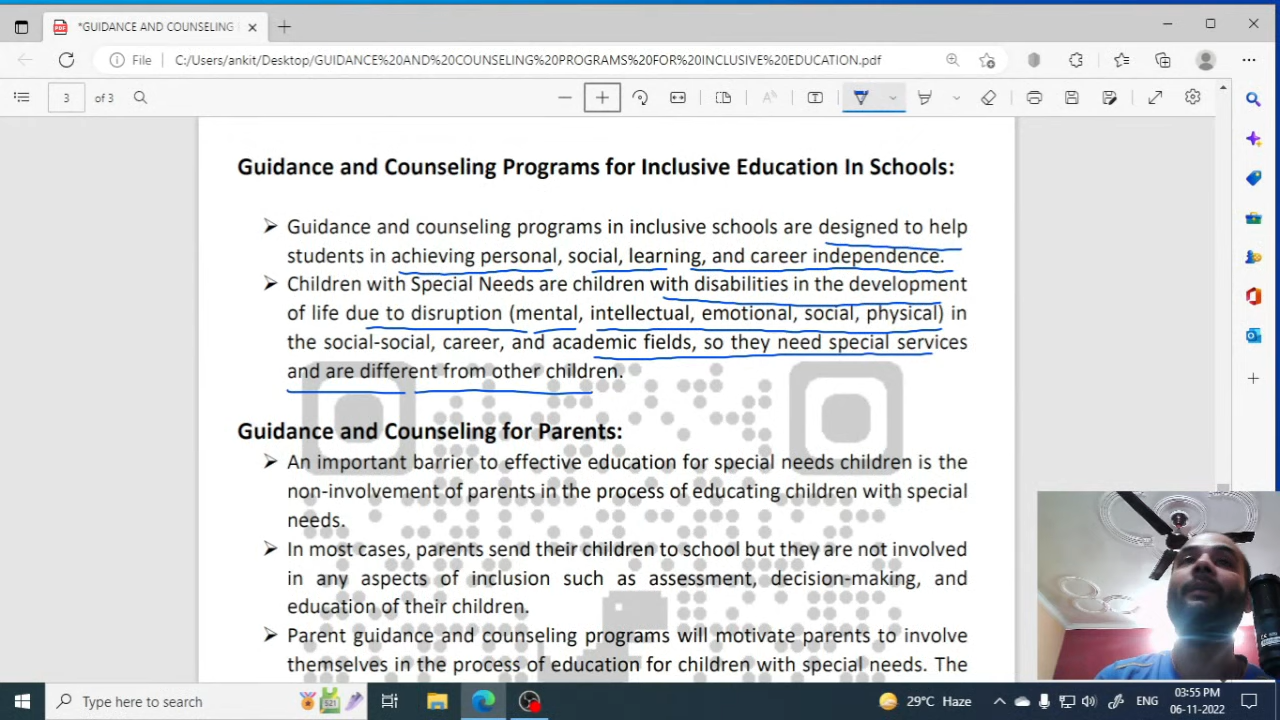 *GUIDANCE AND COUNSELING
File
C:/Users/ankit/Desktop/GUIDANCE%20AND%20COUNSELING%20PROGRAMS%20FOR%20INCLUSIVE%20EDUCATION.pdf
3 of 3
Guidance and Counseling Programs for Inclusive Education In Schools:
Guidance and counseling programs in inclusive schools are designed to help
students in achieving personal, social, learning, and career independence.
Children with Special Needs are children with disabilities in the development
of life due to disruption (mental, intellectual, emotional, social, physical) in
the social-social, career, and academic fields, so they need special services
and are different from other children.
Guidance and Counseling for Parents:
An important barrier to effective education for special needs children is the
non-involvement of parents in the process of educating children with special
needs.
In most cases, parents send their children to school but they are not involved
in any aspects of inclusion such as assessment, decision-making, and
education of their children.
Parent guidance and counseling programs will motivate parents to involve
themselves in the process of education for children with special needs. The
Type here to search
29°C Haze
ENG
03:55 PM
06-11-2022